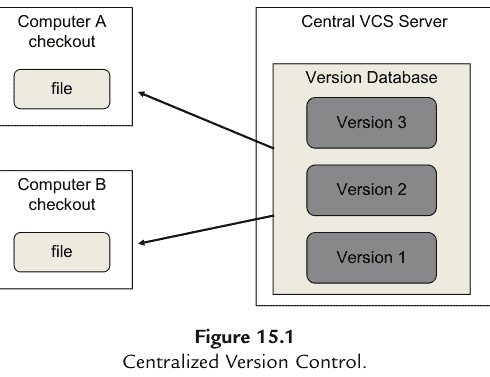 Computer A
checkout
file
Computer B
checkout
file
Central VCS Server
Version Database
Version 3
Version 2
Version 1
Figure 15.1
Centralized Version Control.